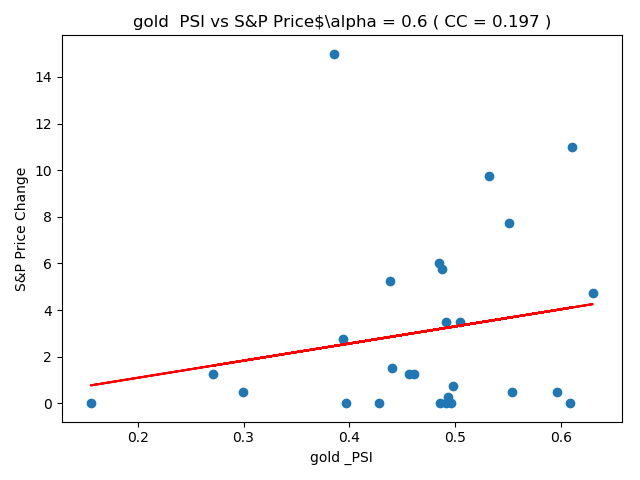 gold  PSI vs S&P Price$\alpha = 0.6 ( CC = 0.197 )
14
12
10
8
6
4
2
0
S&P Price Change
0.2 0.3 0.4 0.5 0.6
gold _PSI